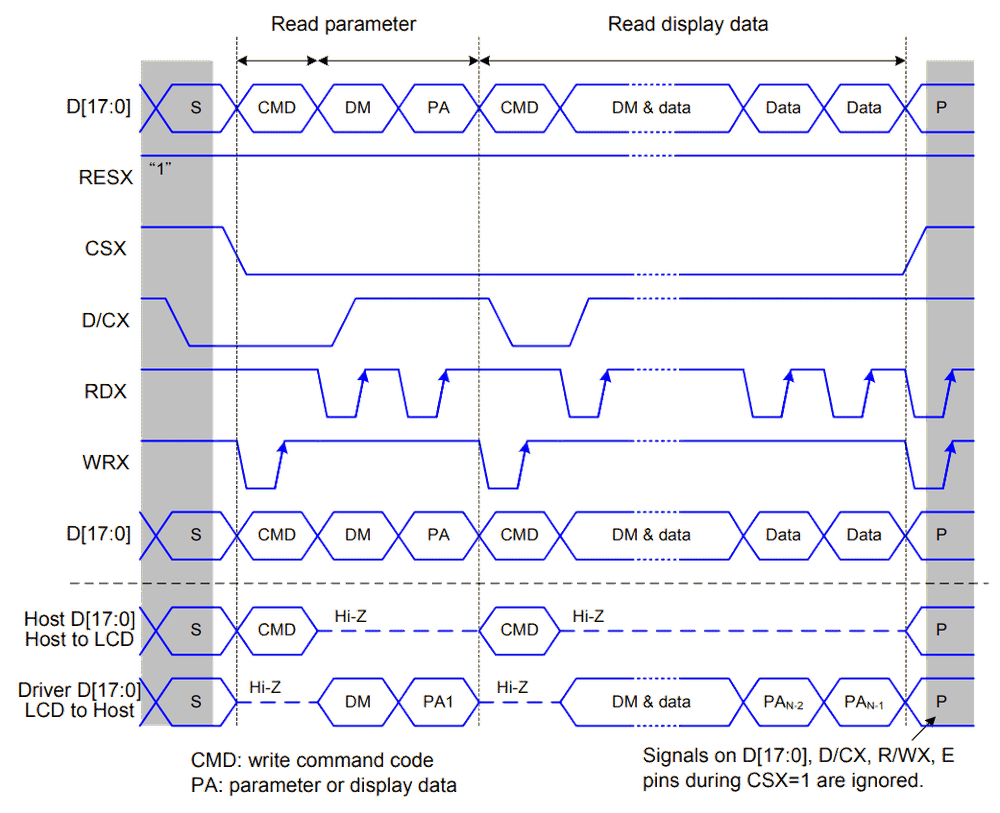 Read parameter
Read display data
D[17:0]
S
CMD
DM
PA
CMD
DM & data
Data
Data
P
RESX
“1”
CSX
D/CX
RDX
WRX
D[17:0]
S
CMD
DM
PA
CMD
DM & data
Data
Data
P
Host D[17:0]
Host to LCD
S
CMD
Hi-Z
CMD
Hi-Z
P
Driver D[17:0]
LCD to Host
S
Hi-Z
DM
PA1
Hi-Z
DM & data
PAN-2
PAN-1
P
CMD: write command code
PA: parameter or display data
Signals on D[17:0], D/CX, R/WX, E
pins during CSX=1 are ignored.